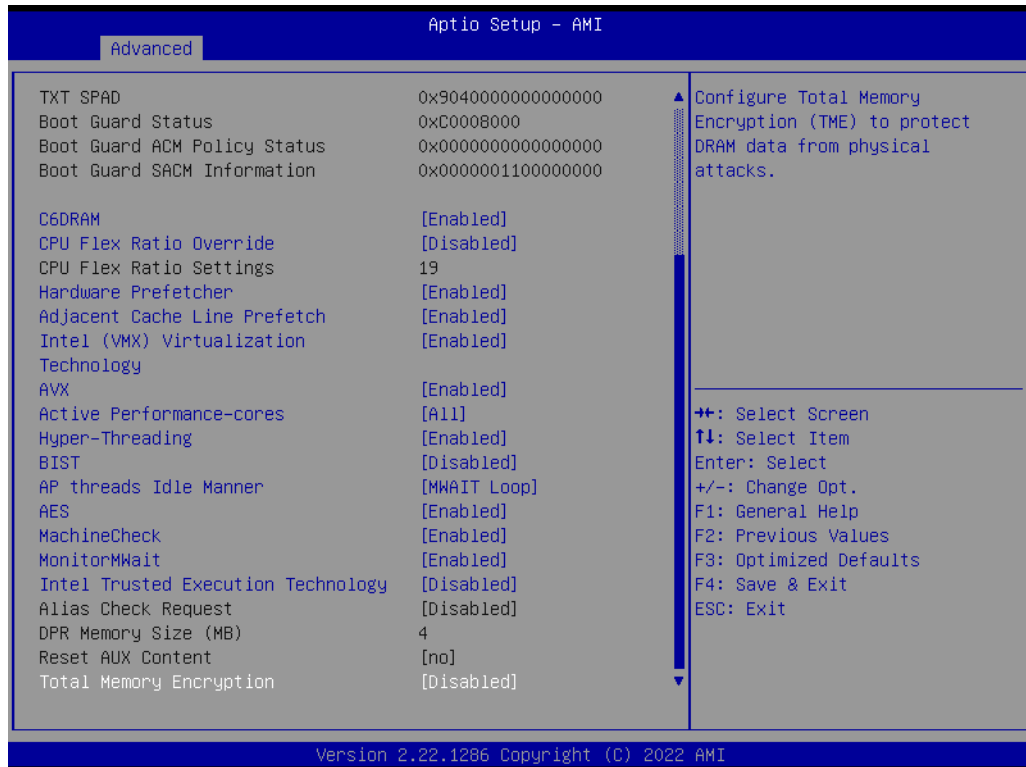 Aptio Setup – AMI
Advanced
TXT SPAD 0x9040000000000000
Boot Guard Status 0xC0008000
Boot Guard ACM Policy Status 0x0000000000000000
Boot Guard SACM Information 0x0000001100000000
C6DRAM [Enabled]
CPU Flex Ratio Override [Disabled]
CPU Flex Ratio Settings 19
Hardware Prefetcher [Enabled]
Adjacent Cache Line Prefetch [Enabled]
Intel (VMX) Virtualization [Enabled]
Technology
AVX [Enabled]
Active Performance-cores [All]
Hyper-Threading [Enabled]
BIST [Disabled]
AP threads Idle Manner [MWAIT Loop]
AES [Enabled]
MachineCheck [Enabled]
MonitorMWait [Enabled]
Intel Trusted Execution Technology [Disabled]
Alias Check Request [Disabled]
DPR Memory Size (MB) 4
Reset AUX Content [no]
Total Memory Encryption [Disabled]
Configure Total Memory
Encryption (TME) to protect
DRAM data from physical
attacks.
→←: Select Screen
↑↓: Select Item
Enter: Select
+/-: Change Opt.
F1: General Help
F2: Previous Values
F3: Optimized Defaults
F4: Save & Exit
ESC: Exit
Version 2.22.1286 Copyright (C) 2022 AMI